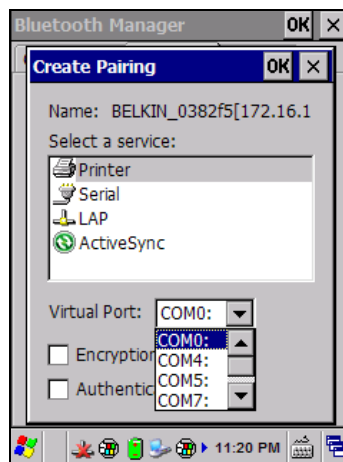 Bluetooth Manager OK
Create Pairing OK
Name: BELKIN_0382f5[172.16.1
Select a service:
Printer
Serial
LAP
ActiveSync
Virtual Port: COM0:
COM0:
Encryption COM4:
COM5:
Authentic COM7:
11:20 PM